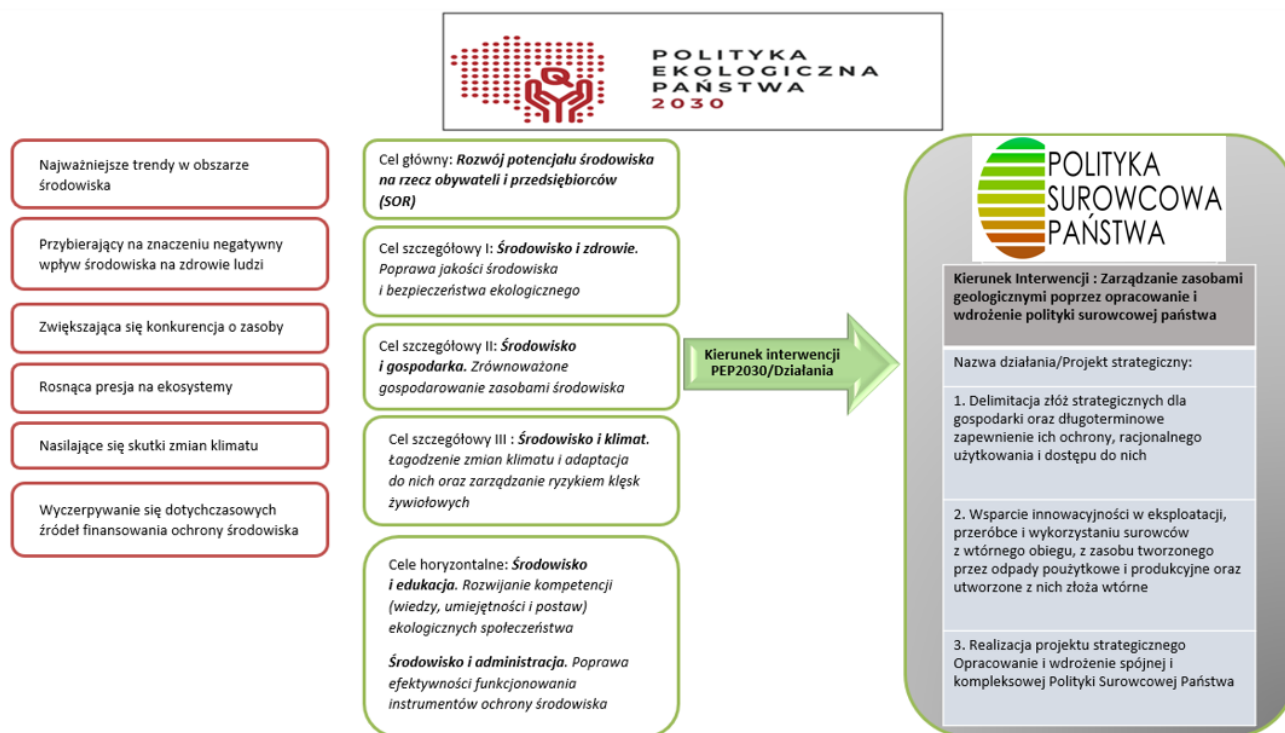 POLITYKA
EKOLOGICZNA
PAŃSTWA
2030
Najważniejsze trendy w obszarze
środowiska
Przybierający na znaczeniu negatywny
wpływ środowiska na zdrowie ludzi
Zwiększająca się konkurencja o zasoby
Rosnąca presja na ekosystemy
Nasilające się skutki zmian klimatu
Wyczerpywanie się dotychczasowych
źródeł finansowania ochrony środowiska
Cel główny: Rozwój potencjału środowiska
na rzecz obywateli i przedsiębiorców
(SOR)
Cel szczegółowy I: Środowisko i zdrowie.
Poprawa jakości środowiska
i bezpieczeństwa ekologicznego
Cel szczegółowy II: Środowisko
i gospodarka. Zrównoważone
gospodarowanie zasobami środowiska
Cel szczegółowy III : Środowisko i klimat.
Łagodzenie zmian klimatu i adaptacja
do nich oraz zarządzanie ryzykiem klęsk
żywiołowych
Cele horyzontalne: Środowisko
i edukacja. Rozwijanie kompetencji
(wiedzy, umiejętności i postaw)
ekologicznych społeczeństwa
Środowisko i administracja. Poprawa
efektywności funkcjonowania
instrumentów ochrony środowiska
Kierunek interwencji
PEP2030/Działania
POLITYKA
SUROWCOWA
PAŃSTWA
Kierunek Interwencji : Zarządzanie zasobami
geologicznymi poprzez opracowanie i
wdrożenie polityki surowcowej państwa
Nazwa działania/Projekt strategiczny:
1. Delimitacja złóż strategicznych dla
gospodarki oraz długoterminowe
zapewnienie ich ochrony, racjonalnego
użytkowania i dostępu do nich
2. Wsparcie innowacyjności w eksploatacji,
przeróbce i wykorzystaniu surowców
z wtórnego obiegu, z zasobu tworzonego
przez odpady poużytkowe i produkcyjne oraz
utworzone z nich złoża wtórne
3. Realizacja projektu strategicznego
Opracowanie i wdrożenie spójnej i
kompleksowej Polityki Surowcowej Państwa